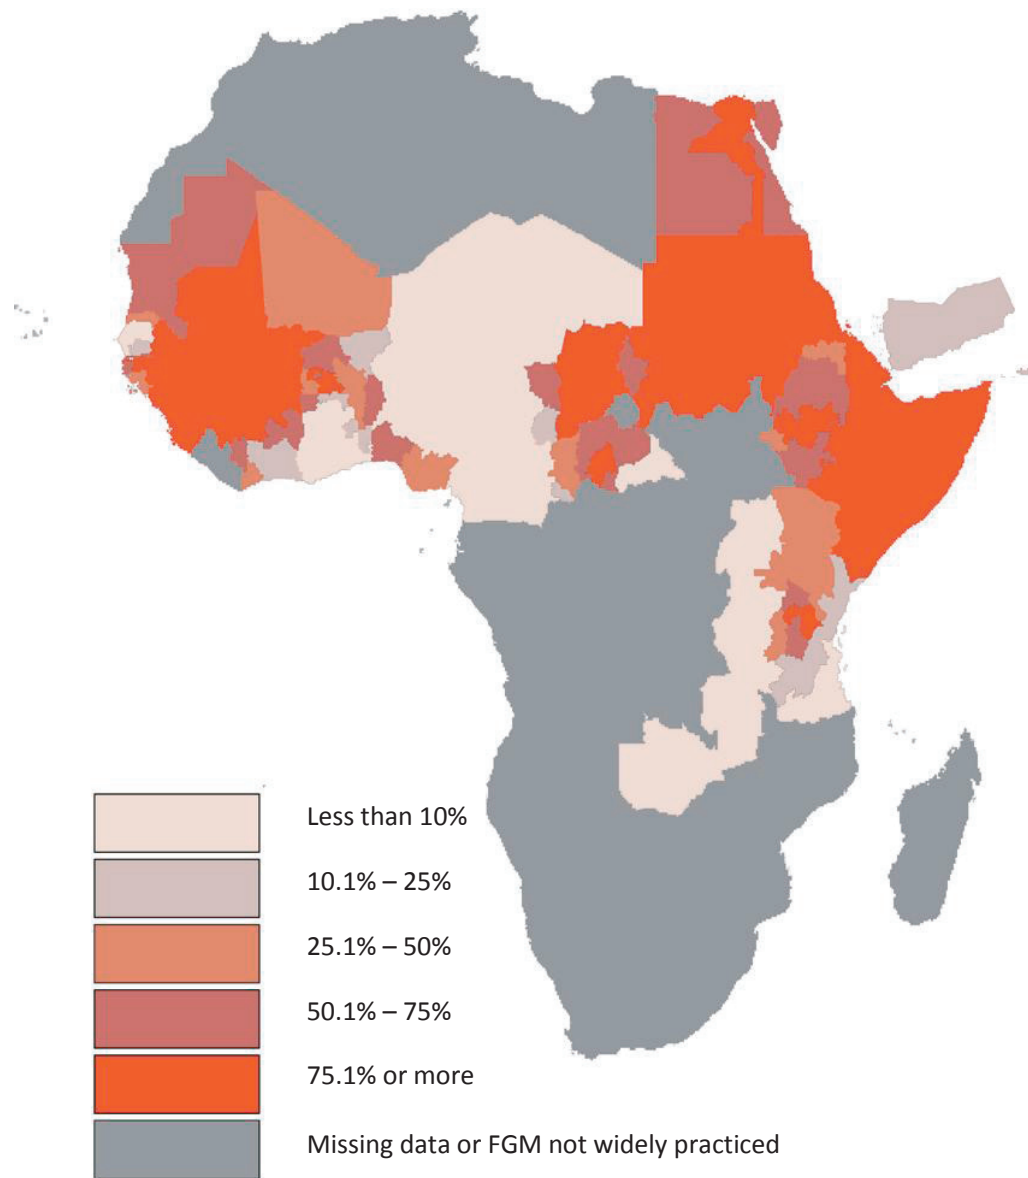 Less than 10%
10.1% – 25%
25.1% – 50%
50.1% – 75%
75.1% or more
Missing data or FGM not widely practiced